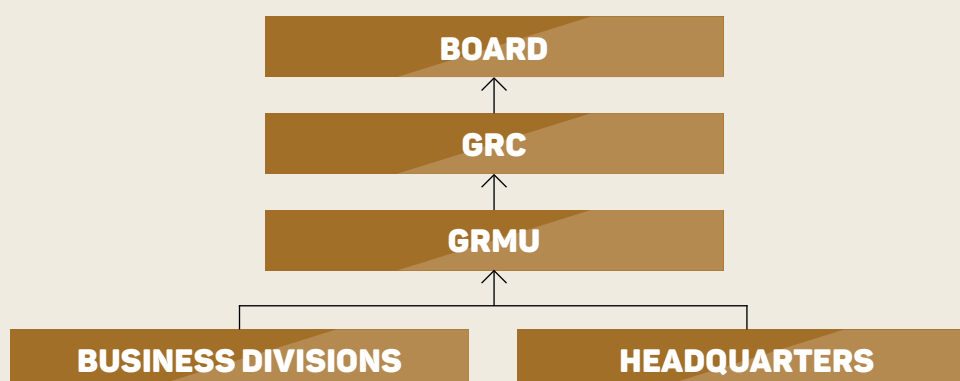 BOARD
GRC
GRMU
BUSINESS DIVISIONS
HEADQUARTERS